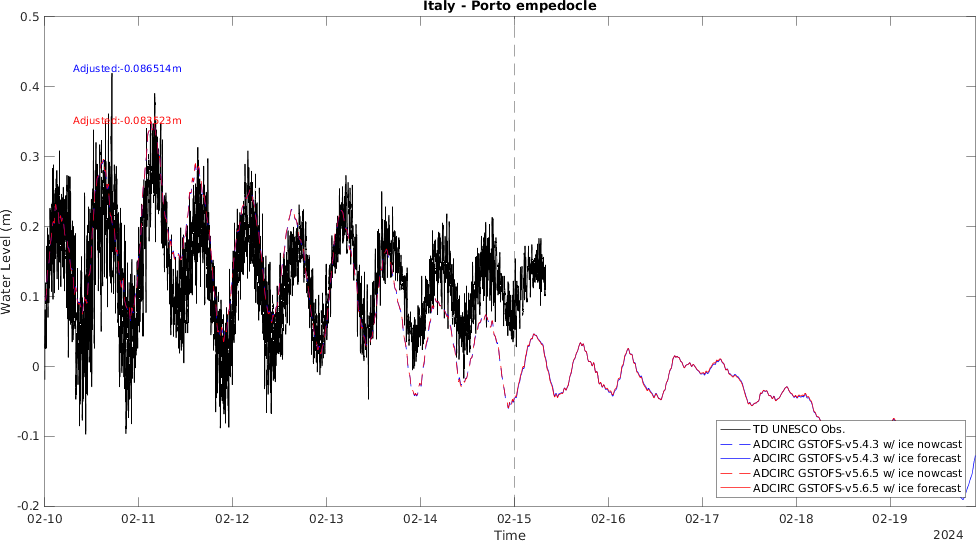 Italy - Porto empedocle
0.5
0.4
0.3
0.2
0.1
0
-0.1
-0.2
Water Level (m)
Adjusted:-0.086514m
Adjusted:-0.083523m
TD UNESCO Obs.
ADCIRC GSTOFS-v5.4.3 w/ ice nowcast
ADCIRC GSTOFS-v5.4.3 w/ ice forecast
ADCIRC GSTOFS-v5.6.5 w/ ice nowcast
ADCIRC GSTOFS-v5.6.5 w/ ice forecast
02-10 02-11 02-12 02-13 02-14 02-15 02-16 02-17 02-18 02-19
Time
2024